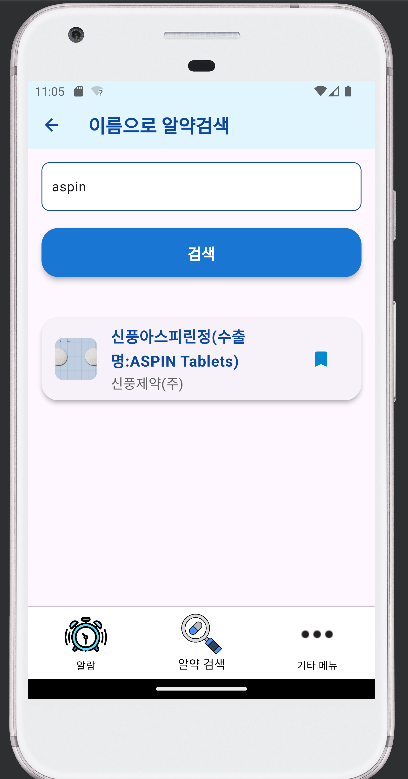 11:05
이름으로 알약검색
aspin
검색
신풍아스피린정(수출
명:ASPIN Tablets)
신풍제약(주)
알람
알약 검색
기타 메뉴